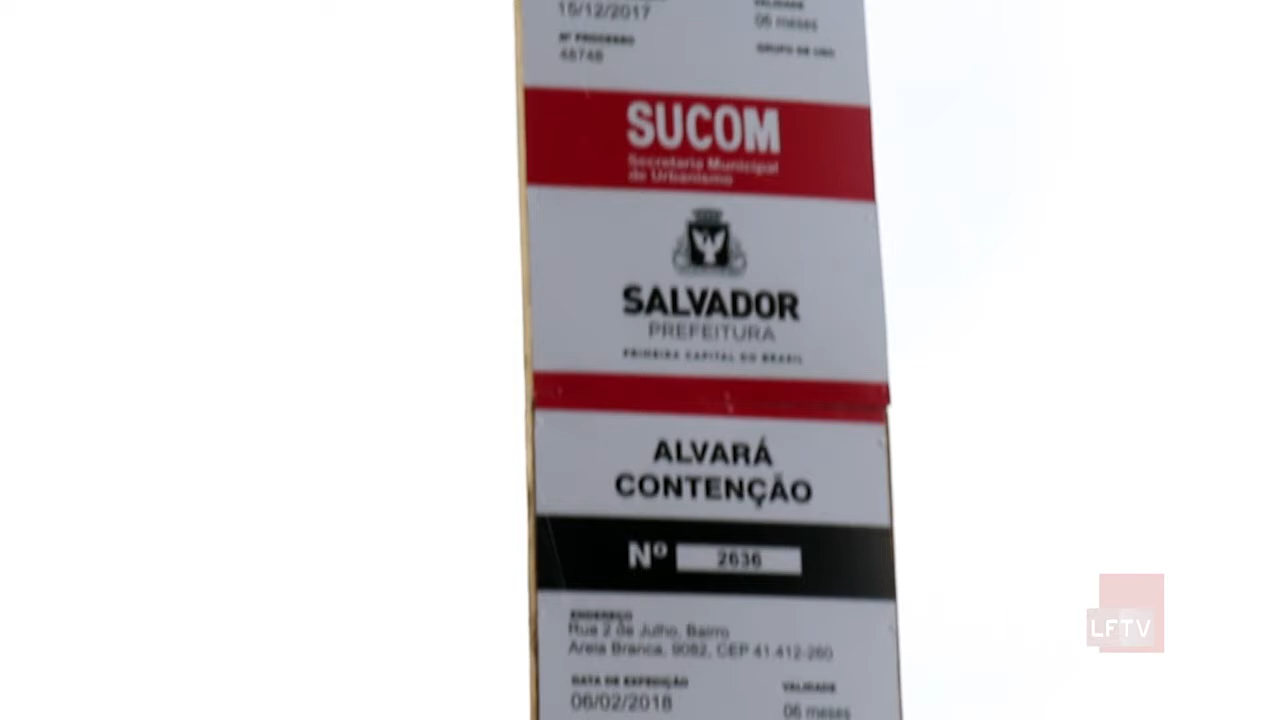 15/12/2017
VALIDADE
06 meses
Nº PROCESSO
48748
GRUPO DE USO
SUCOM
Secretaria Municipal
de Urbanismo
SALVADOR
PREFEITURA
PRIMEIRA CAPITAL DO BRASIL
ALVARÁ
CONTENÇÃO
Nº 2636
ENDEREÇO
Rua 2 de Julho, Bairro
Areia Branca, 9082, CEP 41.412-260
DATA DE EXPEDIÇÃO
06/02/2018
VALIDADE
06 meses
LFTV